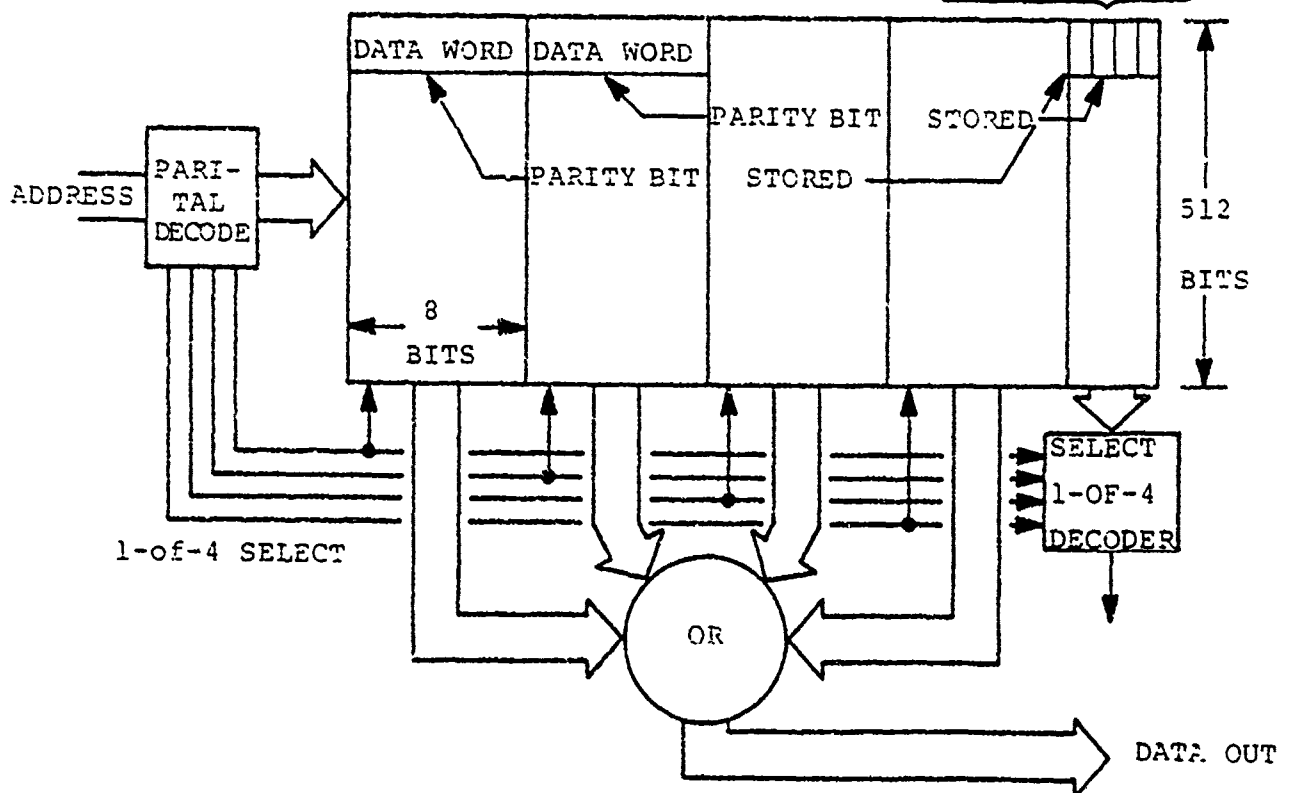 DATA WORD
DATA WORD
PARITY BIT
STORED
PARITY BIT
STORED
ADDRESS
PARI-
TAL
DECODE
512
BITS
8
BITS
SELECT
1-OF-4
DECODER
1-of-4 SELECT
OR
DATA OUT